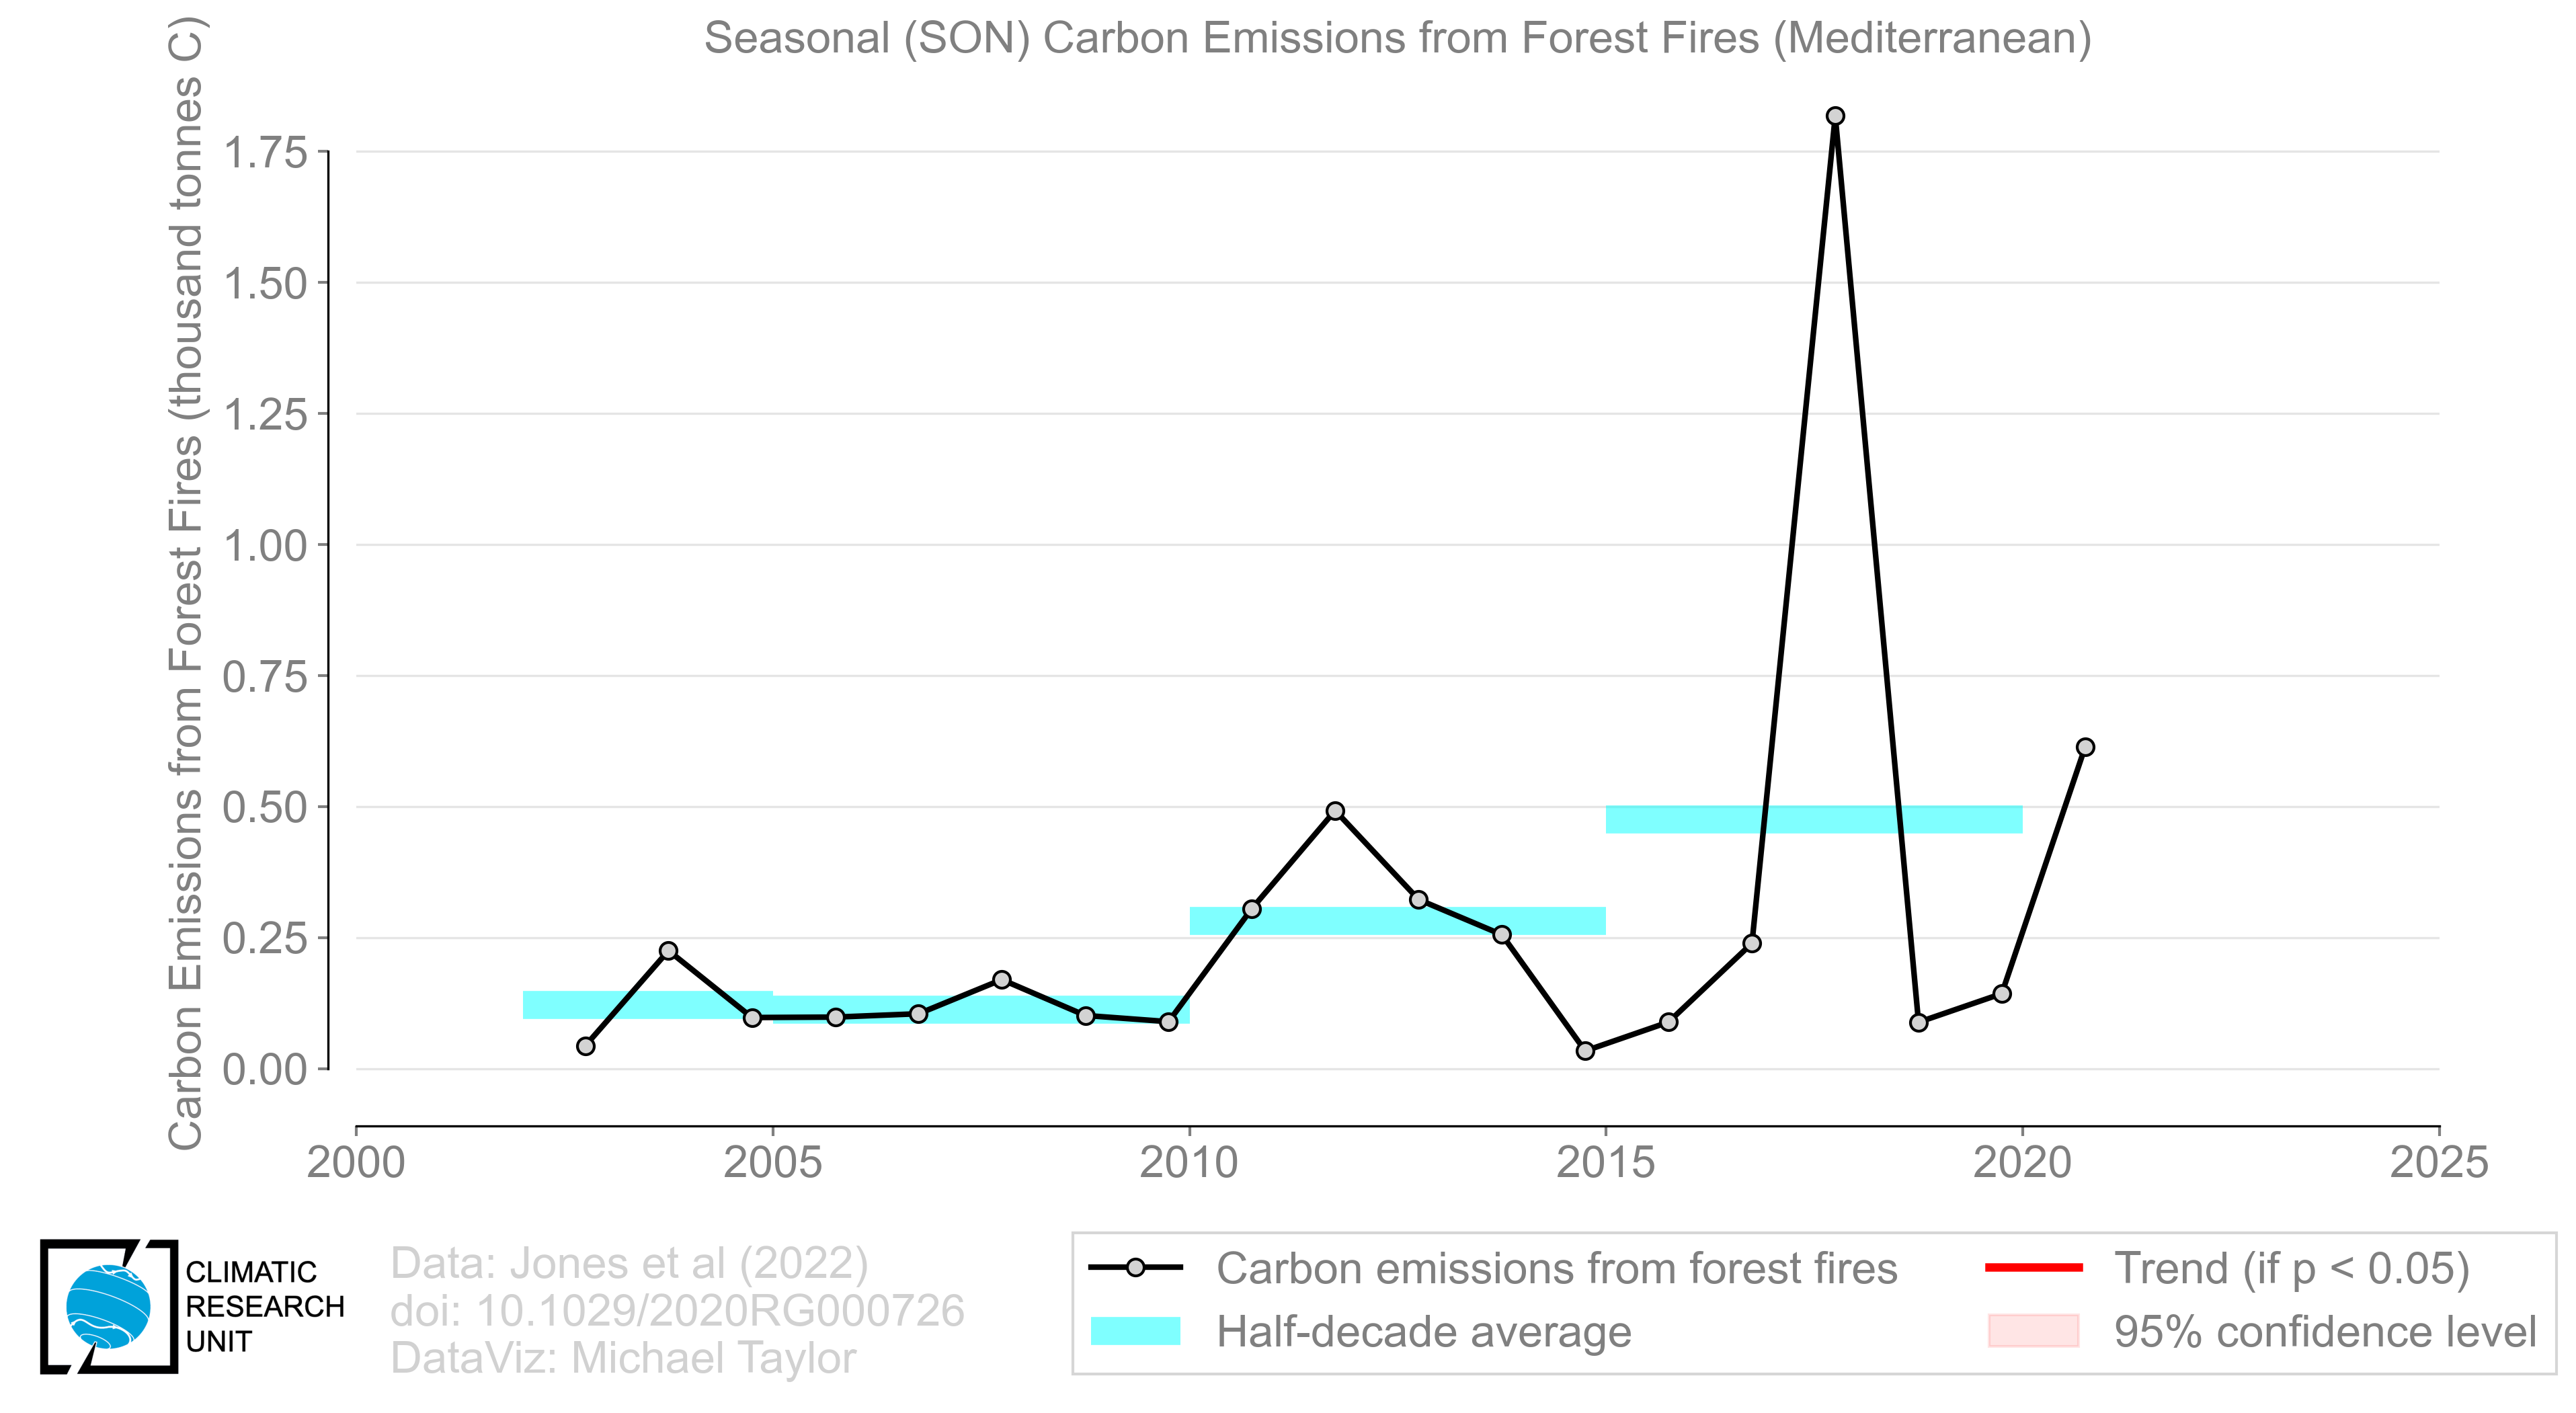 Seasonal (SON) Carbon Emissions from Forest Fires (Mediterranean)
Carbon Emissions from Forest Fires (thousand tonnes C)
1.75
1.50
1.25
1.00
0.75
0.50
0.25
0.00
2000 2005 2010 2015 2020 2025
CLIMATIC
RESEARCH
UNIT
Data: Jones et al (2022)
doi: 10.1029/2020RG000726
DataViz: Michael Taylor
Carbon emissions from forest fires
Half-decade average
Trend (if p < 0.05)
95% confidence level